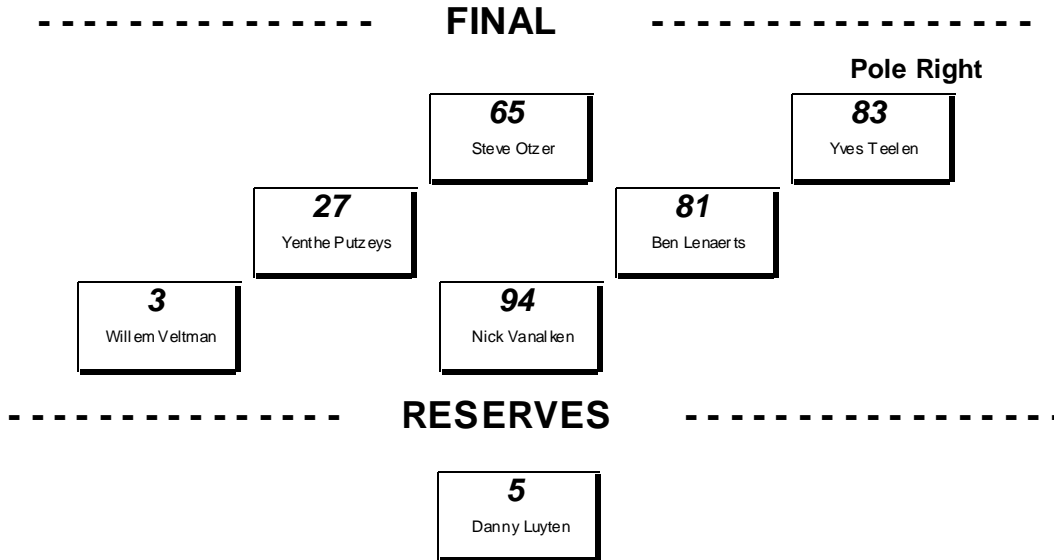 - - - - - - - - - - - - - - - FINAL - - - - - - - - - - - - - - - - -
Pole Right
65 83
Steve Otzer Yves Teelen
27 81
Yenthe Putzeys Ben Lenaerts
3 94
Willem Veltman Nick Vanalken
- - - - - - - - - - - - - - - RESERVES - - - - - - - - - - - - - - - - -
5
Danny Luyten